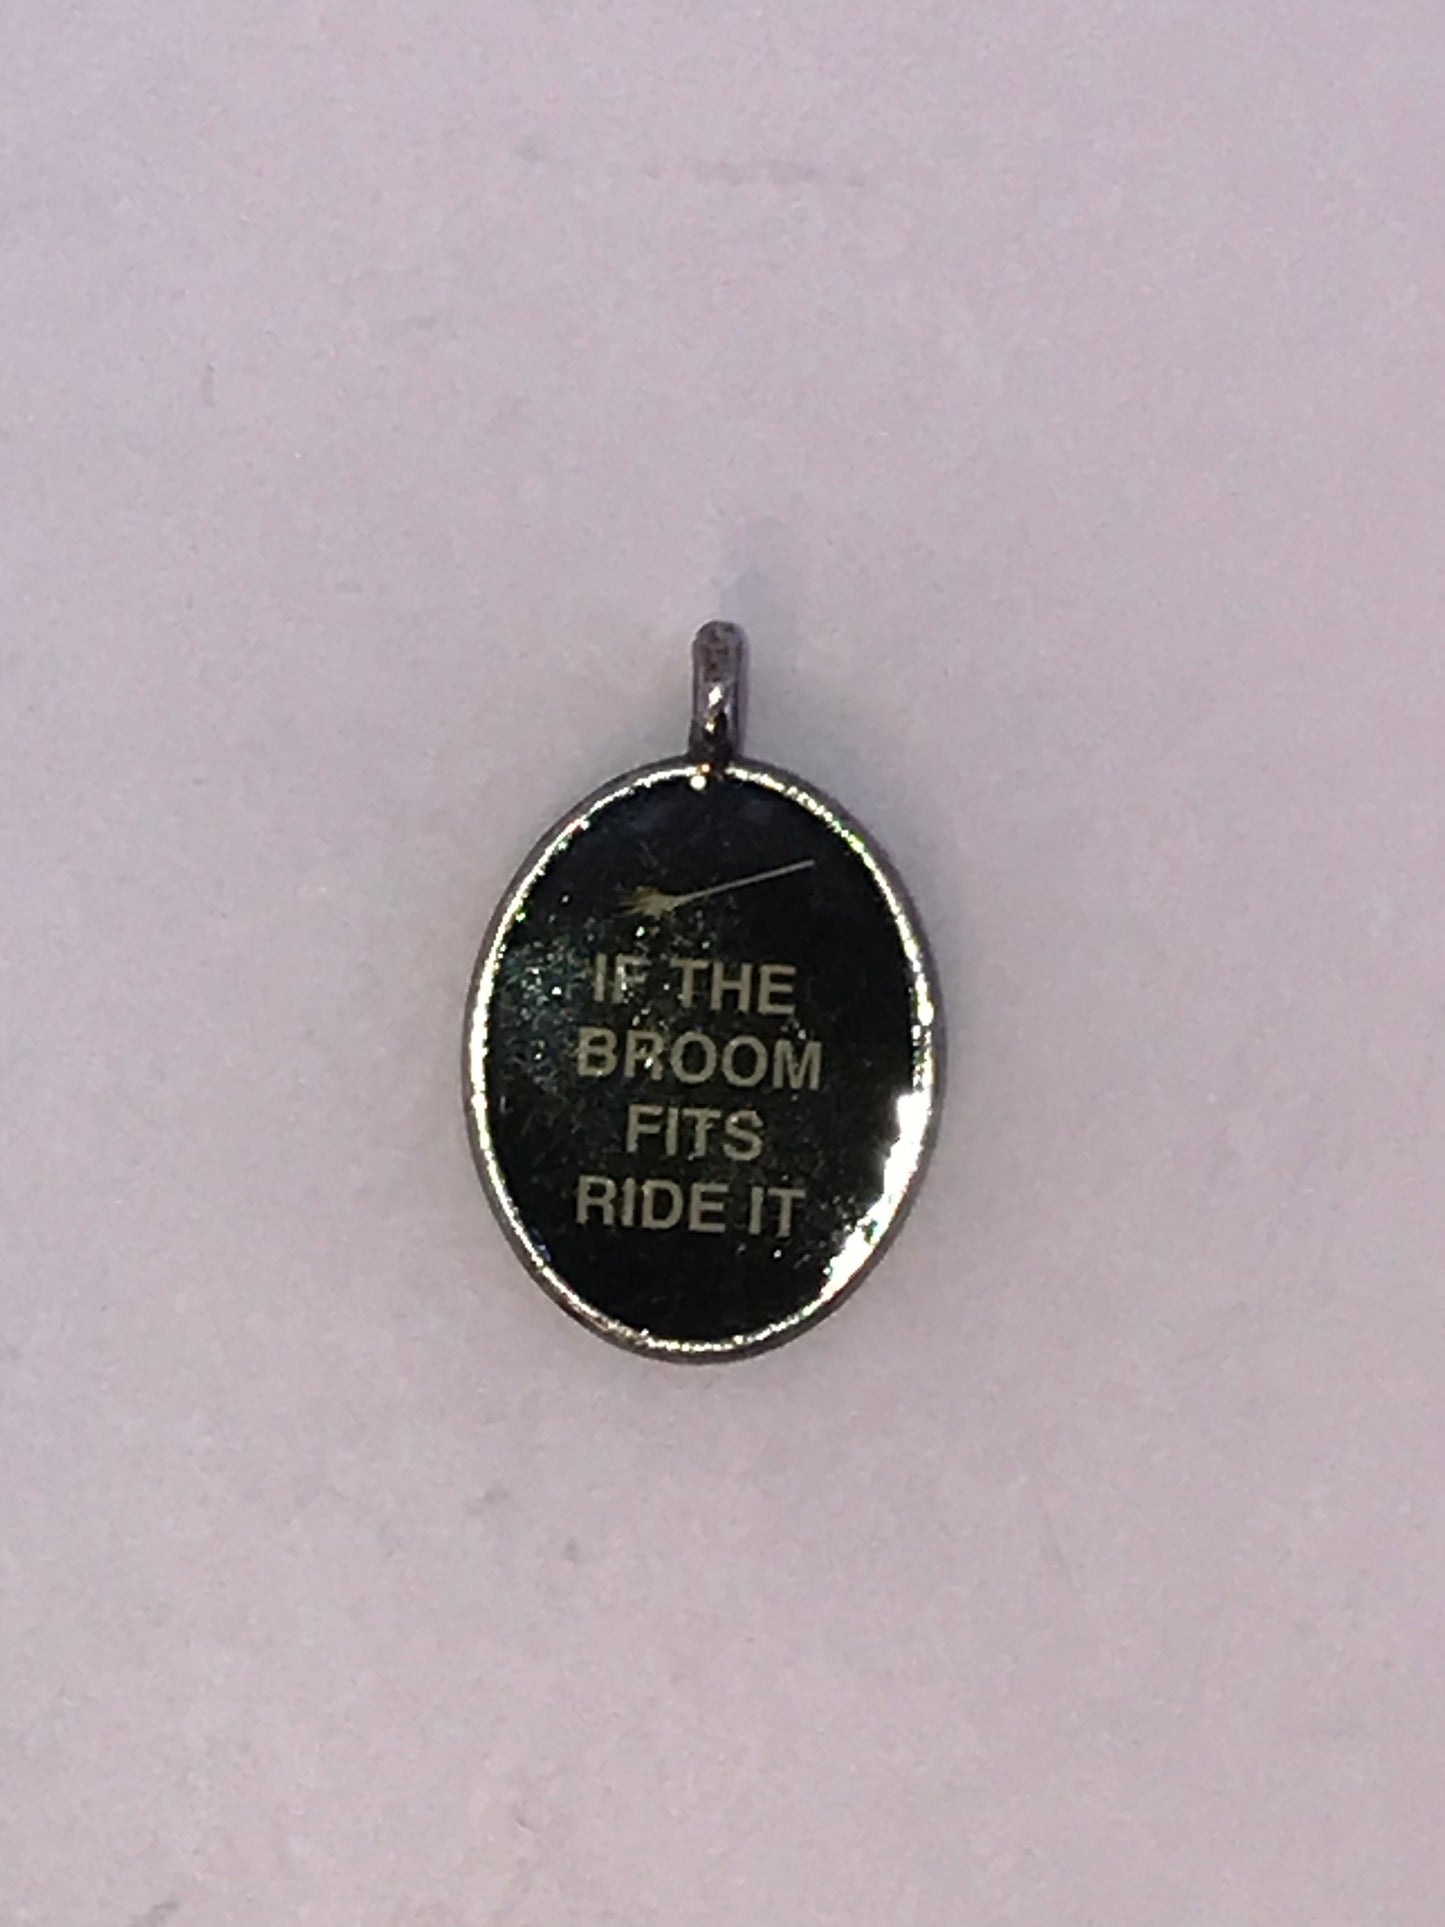 IF THE
BROOM
FITS
RIDE IT